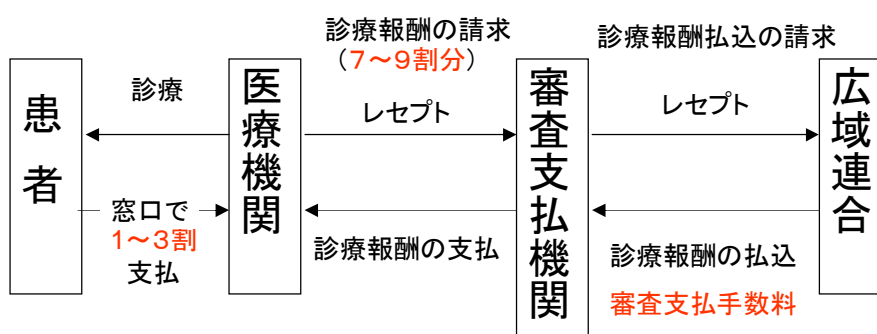 患者
診療
窓口で
1～3割
支払
医療機関
診療報酬の請求
（7～9割分）
レセプト
診療報酬の支払
審査支払機関
診療報酬払込の請求
レセプト
診療報酬の払込
審査支払手数料
広域連合